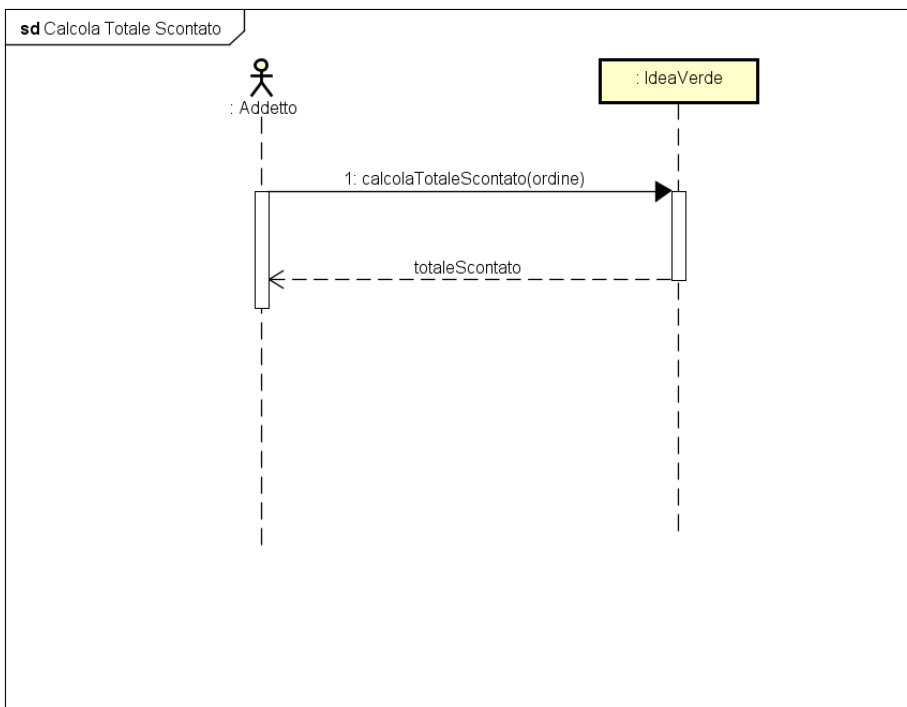 sd Calcola Totale Scontato
: Addetto
: IdeaVerde
1: calcolaTotaleScontato(ordine)
totaleScontato